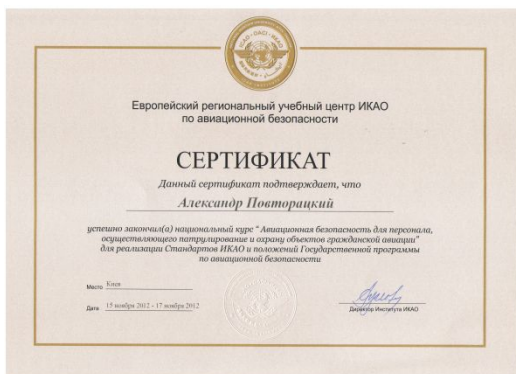 ICAO · OACI · ИКАО
Европейский региональный учебный центр ИКАО
по авиационной безопасности
СЕРТИФИКАТ
Данный сертификат подтверждает, что
Александр Повторацкий
успешно закончил(а) национальный курс " Авиационная безопасность для персонала,
осуществляющего патрулирование и охрану объектов гражданской авиации"
для реализации Стандартов ИКАО и положений Государственной программы
по авиационной безопасности
Место Киев
Дата 15 ноября 2012 - 17 ноября 2012
Директор Института ИКАО